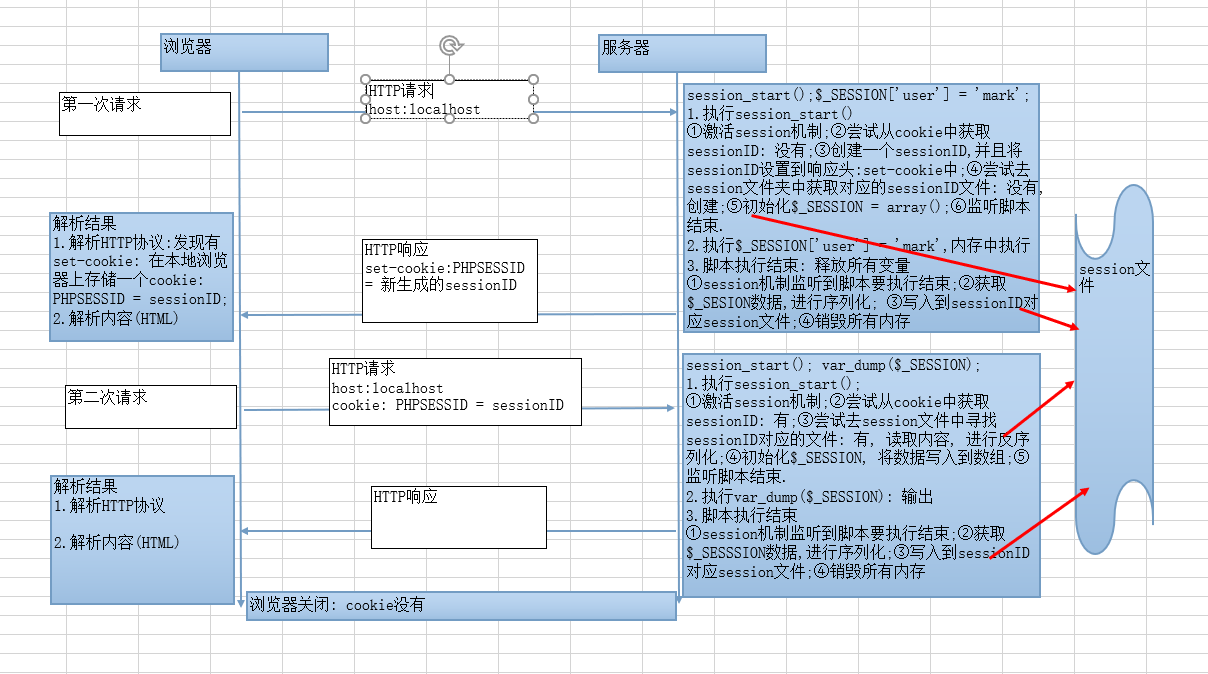 浏览器
服务器
第一次请求
HTTP请求
host:localhost
session_start();$_SESSION['user'] = 'mark';
1.执行session_start()
①激活session机制;②尝试从cookie中获取
sessionID: 没有;③创建一个sessionID,并且将
sessionID设置到响应头:set-cookie中;④尝试去
session文件夹中获取对应的sessionID文件: 没有,
创建;⑤初始化$_SESSION = array();⑥监听脚本
结束.
2.执行$_SESSION['user'] = 'mark',内存中执行
3.脚本执行结束: 释放所有变量
①session机制监听到脚本要执行结束;②获取
$_SESION数据,进行序列化; ③写入到sessionID对
应session文件;④销毁所有内存
解析结果
1.解析HTTP协议:发现有
set-cookie: 在本地浏览
器上存储一个cookie:
PHPSESSID = sessionID;
2.解析内容(HTML)
HTTP响应
set-cookie:PHPSESSID
= 新生成的sessionID
session文
件
第二次请求
HTTP请求
host:localhost
cookie: PHPSESSID = sessionID
session_start(); var_dump($_SESSION);
1.执行session_start();
①激活session机制;②尝试从cookie中获取
sessionID: 有;③尝试去session文件中寻找
sessionID对应的文件: 有, 读取内容, 进行反序
列化;④初始化$_SESSION, 将数据写入到数组;⑤
监听脚本结束.
2.执行var_dump($_SESSION): 输出
3.脚本执行结束
①session机制监听到脚本要执行结束;②获取
$_SESSSION数据,进行序列化;③写入到sessionID
对应session文件;④销毁所有内存
解析结果
1.解析HTTP协议
2.解析内容(HTML)
HTTP响应
浏览器关闭: cookie没有